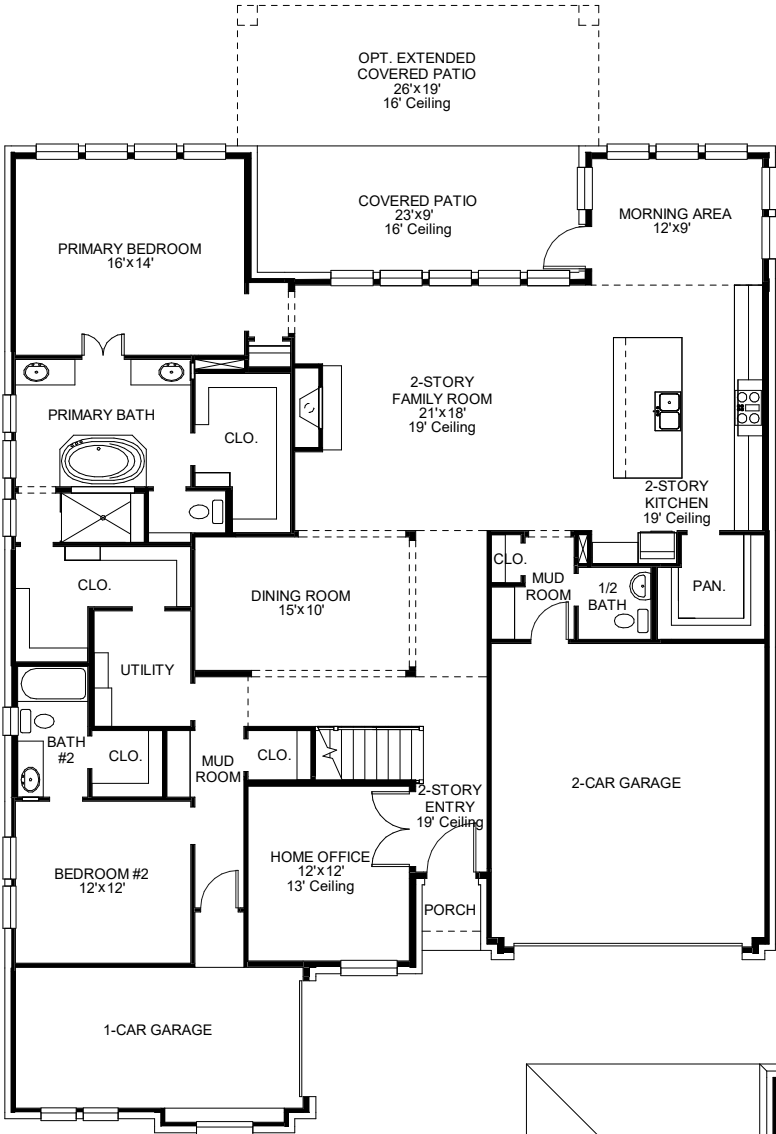 OPT. EXTENDED
COVERED PATIO
26'x19'
16' Ceiling
COVERED PATIO
23'x9'
16' Ceiling
MORNING AREA
12'x9'
PRIMARY BEDROOM
16'x14'
2-STORY
FAMILY ROOM
21'x18'
19' Ceiling
PRIMARY BATH
CLO.
2-STORY
KITCHEN
19' Ceiling
CLO.
CLO.
MUD
ROOM
1/2
BATH
PAN.
DINING ROOM
15'x10'
UTILITY
BATH
#2
CLO.
MUD
ROOM
CLO.
2-STORY
ENTRY
19' Ceiling
2-CAR GARAGE
HOME OFFICE
12'x12'
13' Ceiling
BEDROOM #2
12'x12'
PORCH
1-CAR GARAGE